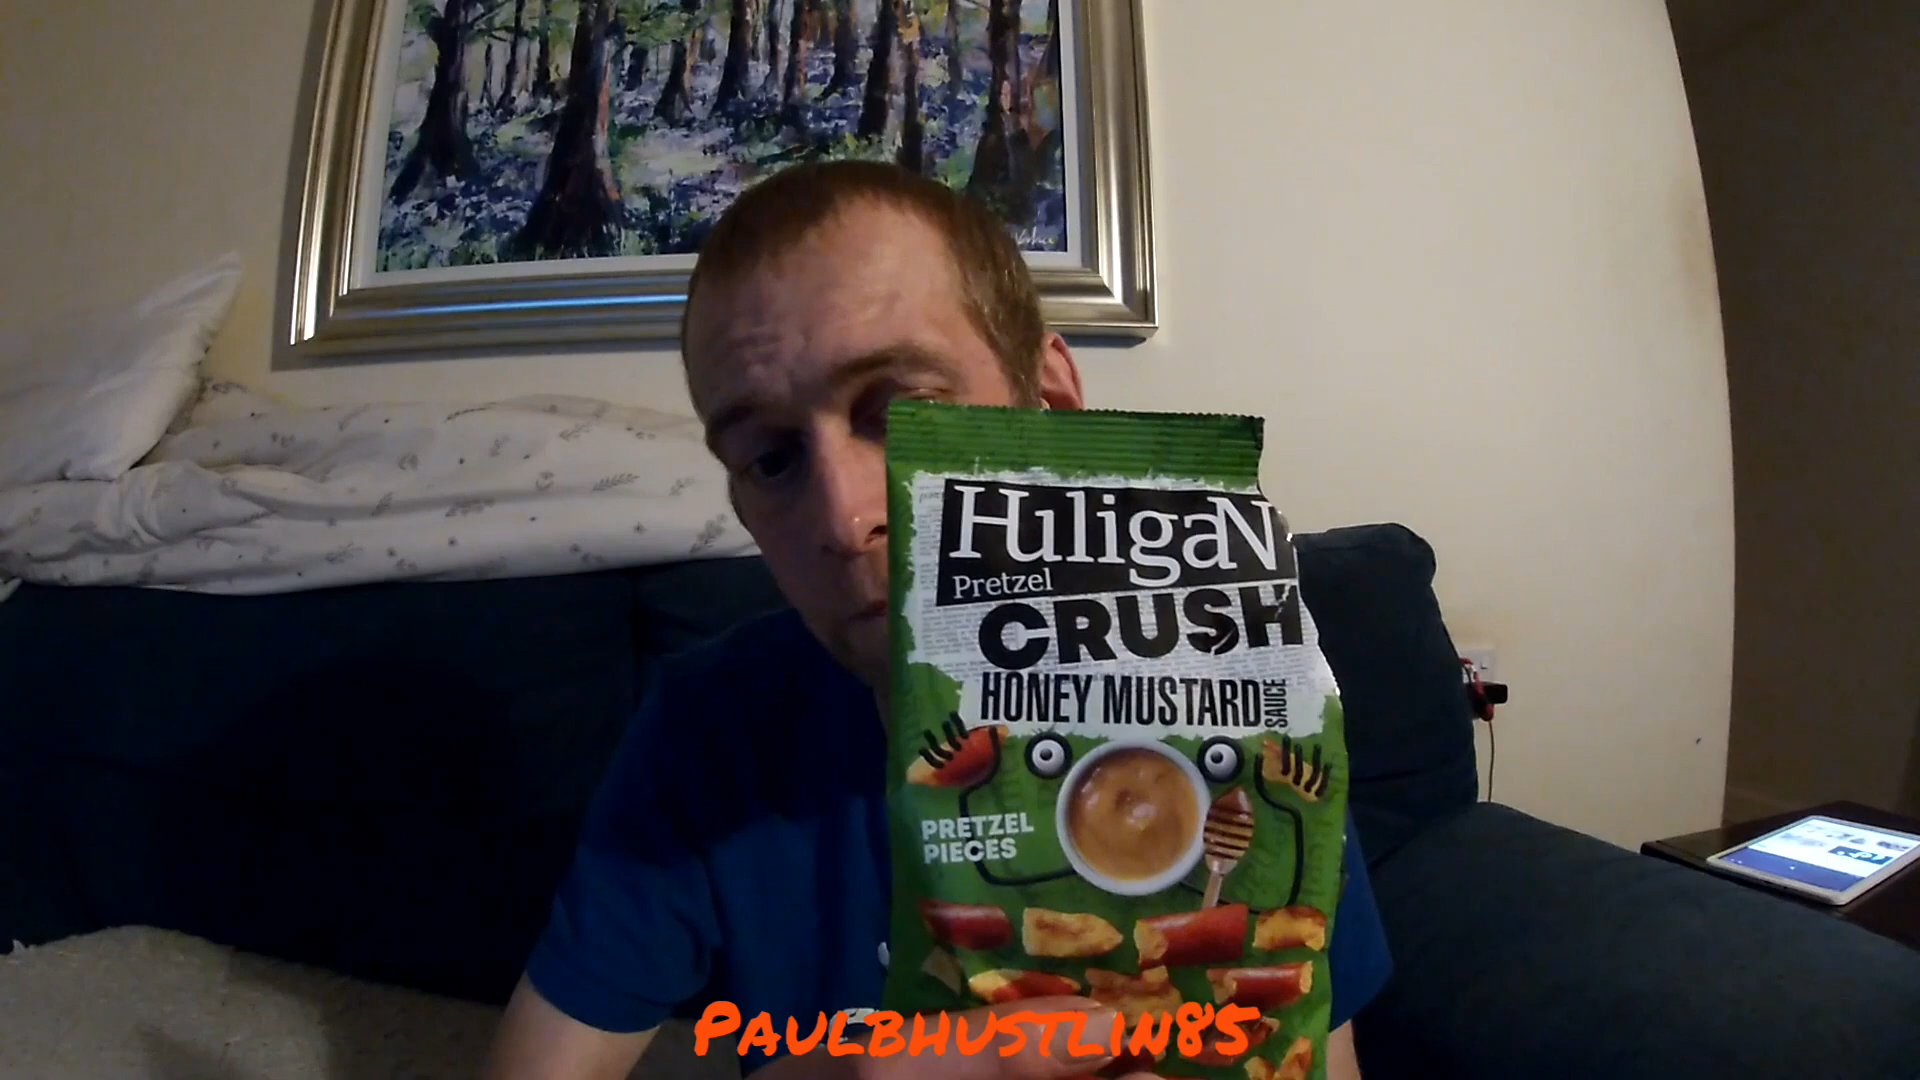 HuligaN
Pretzel
CRUSH
HONEY MUSTARD
SAUCE
PRETZEL
PIECES
PAULBHUSTLIN85